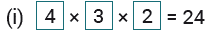 (i) 4 × 3 × 2 = 24